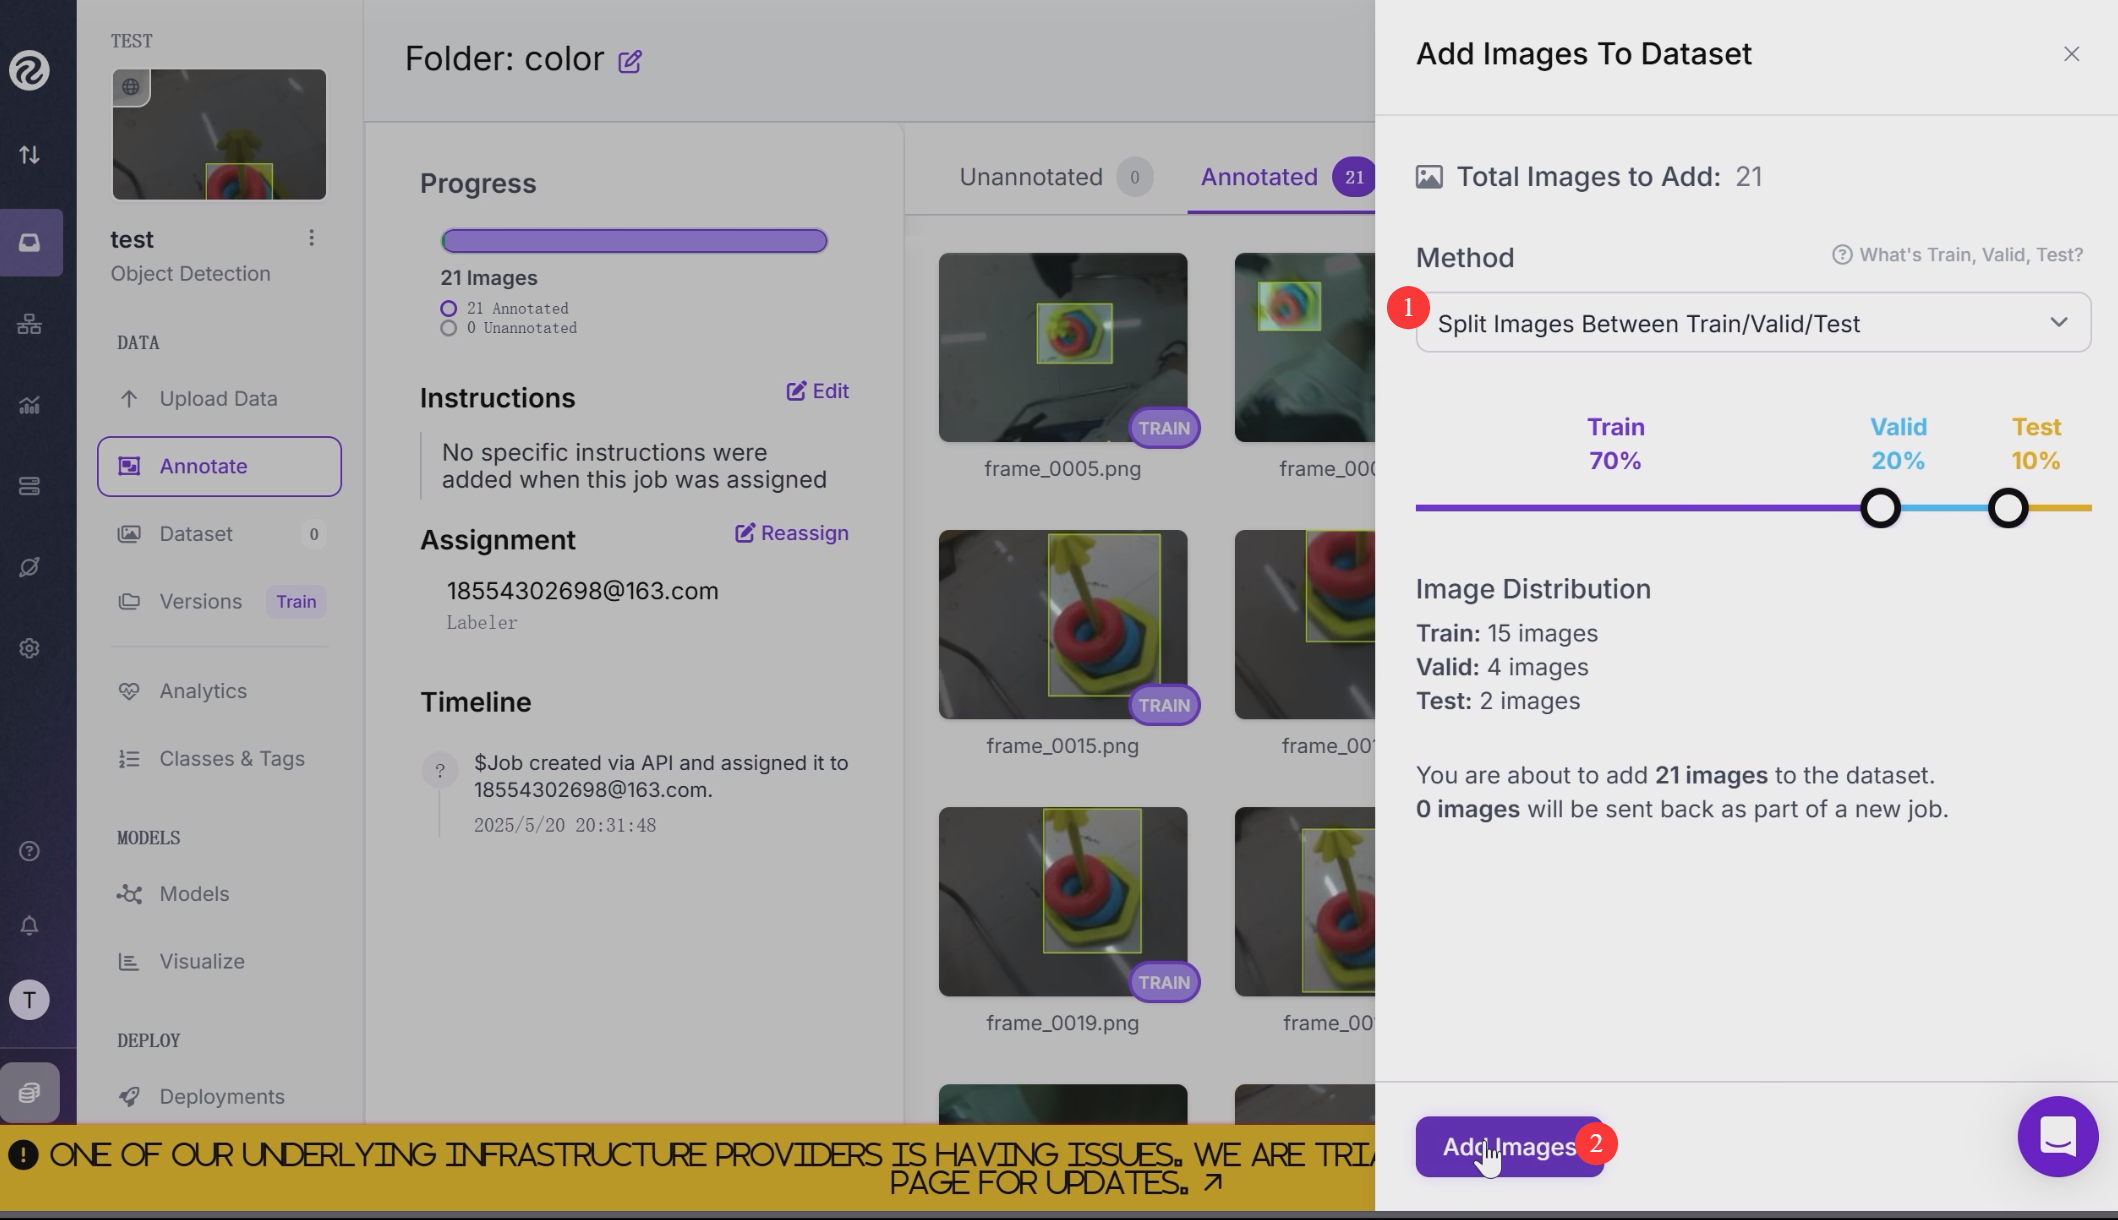 TEST
test
Object Detection
DATA
Upload Data
Annotate
Dataset 0
Versions Train
Analytics
Classes & Tags
MODELS
Models
Visualize
DEPLOY
Deployments
T
Folder: color
Progress
21 Images
21 Annotated
0 Unannotated
Instructions Edit
No specific instructions were
added when this job was assigned
Assignment Reassign
18554302698@163.com
Labeler
Timeline
? $Job created via API and assigned it to
18554302698@163.com.
2025/5/20 20:31:48
Unannotated 0 Annotated 21
TRAIN
frame_0005.png frame_000
TRAIN
frame_0015.png frame_00
TRAIN
frame_0019.png frame_00
Add Images To Dataset
Total Images to Add: 21
Method What's Train, Valid, Test?
1
Split Images Between Train/Valid/Test
Train Valid Test
70% 20% 10%
Image Distribution
Train: 15 images
Valid: 4 images
Test: 2 images
You are about to add 21 images to the dataset.
0 images will be sent back as part of a new job.
Add Images 2
ONE OF OUR UNDERLYING INFRASTRUCTURE PROVIDERS IS HAVING ISSUES. WE ARE
PAGE FOR UPDATES.